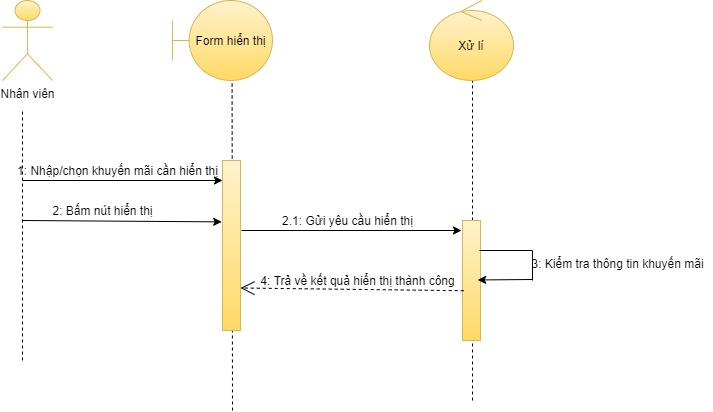 Form hiển thị
Xử lí
Nhân viên
1: Nhập/chọn khuyến mãi cần hiển thị
2: Bấm nút hiển thị
2.1: Gửi yêu cầu hiển thị
3: Kiểm tra thông tin khuyến mãi
4: Trả về kết quả hiển thị thành công